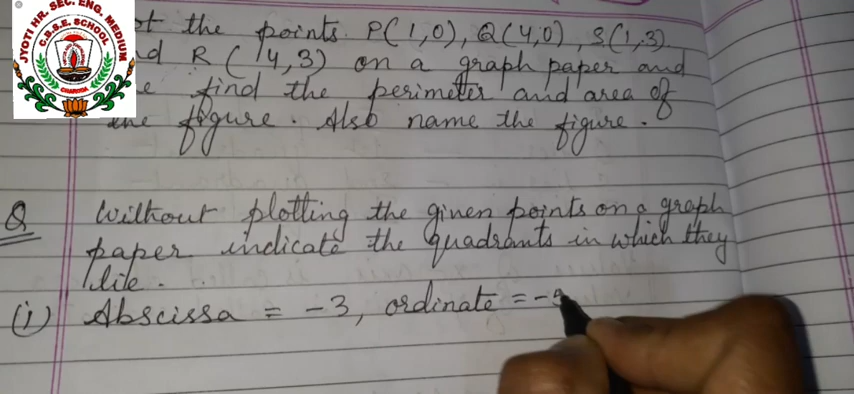 JYOTI HR. SEC. ENG. MEDIUM
C.B.S.E. SCHOOL
CHARODA
the points P(1,0), Q(4,0), S(1,3)
R (4,3) on a graph paper and
find the perimeter and area of
the figure. Also name the figure.
Q Without plotting the given points on a graph
paper indicate the quadrants in which they
lie.
(i) Abscissa = -3, ordinate = -